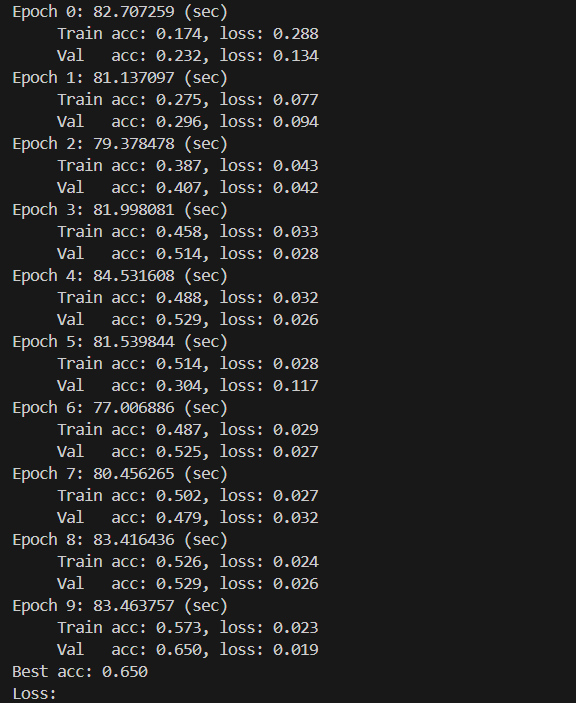 Epoch 0: 82.707259 (sec)
Train acc: 0.174, loss: 0.288
Val acc: 0.232, loss: 0.134
Epoch 1: 81.137097 (sec)
Train acc: 0.275, loss: 0.077
Val acc: 0.296, loss: 0.094
Epoch 2: 79.378478 (sec)
Train acc: 0.387, loss: 0.043
Val acc: 0.407, loss: 0.042
Epoch 3: 81.998081 (sec)
Train acc: 0.458, loss: 0.033
Val acc: 0.514, loss: 0.028
Epoch 4: 84.531608 (sec)
Train acc: 0.488, loss: 0.032
Val acc: 0.529, loss: 0.026
Epoch 5: 81.539844 (sec)
Train acc: 0.514, loss: 0.028
Val acc: 0.304, loss: 0.117
Epoch 6: 77.006886 (sec)
Train acc: 0.487, loss: 0.029
Val acc: 0.525, loss: 0.027
Epoch 7: 80.456265 (sec)
Train acc: 0.502, loss: 0.027
Val acc: 0.479, loss: 0.032
Epoch 8: 83.416436 (sec)
Train acc: 0.526, loss: 0.024
Val acc: 0.529, loss: 0.026
Epoch 9: 83.463757 (sec)
Train acc: 0.573, loss: 0.023
Val acc: 0.650, loss: 0.019
Best acc: 0.650
Loss: